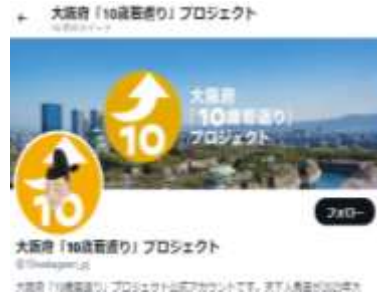 大阪府「10歳若返り」プロジェクト
大阪府
「10歳若返り」
プロジェクト
10
10
フォロー
大阪府「10歳若返り」プロジェクト
大阪府「10歳若返り」プロジェクト公式アカウントです。